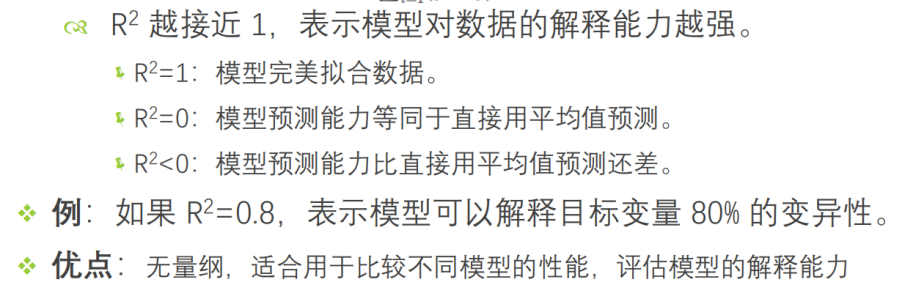 R²越接近 1，表示模型对数据的解释能力越强。
R²=1：模型完美拟合数据。
R²=0：模型预测能力等同于直接用平均值预测。
R²<0：模型预测能力比直接用平均值预测还差。
例：如果 R²=0.8，表示模型可以解释目标变量 80% 的变异性。
优点：无量纲，适合用于比较不同模型的性能，评估模型的解释能力